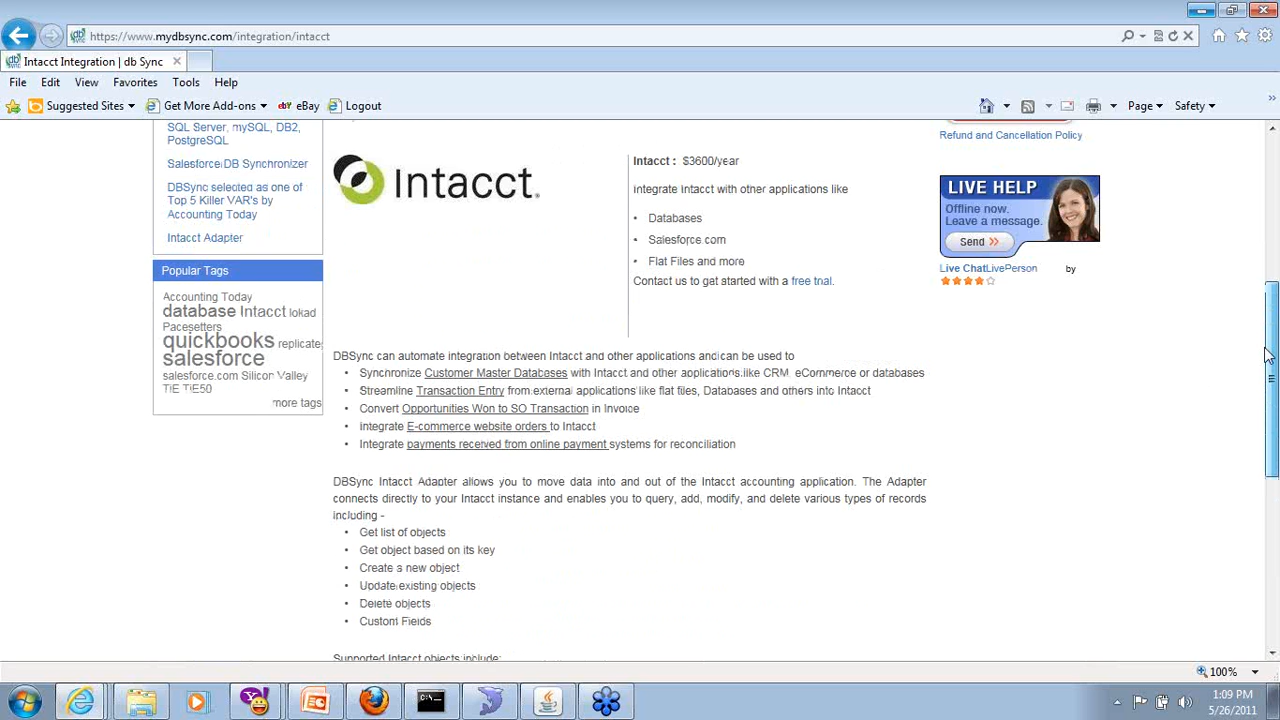 https://www.mydbsync.com/integration/intacct
Intacct Integration | db Sync
File Edit View Favorites Tools Help
Suggested Sites Get More Add-ons eBay Logout
Page Safety
SQL Server, mySQL, DB2,
PostgreSQL
Salesforce DB Synchronizer
DBSync selected as one of
Top 5 Killer VAR's by
Accounting Today
Intacct Adapter
Popular Tags
Accounting Today
database Intacct lokad
Pacesetters
quickbooks replicate
salesforce
salesforce.com Silicon Valley
TiE TiE50
more tags
Intacct.
Intacct : $3600/year
integrate intacct with other applications like
• Databases
• Salesforce.com
• Flat Files and more
Contact us to get started with a free trial.
DBSync can automate integration between Intacct and other applications and can be used to
• Synchronize Customer Master Databases with Intacct and other applications like CRM, eCommerce or databases
• Streamline Transaction Entry from external applications like flat files, Databases and others into Intacct
• Convert Opportunities Won to SO Transaction in Invoice
• integrate E-commerce website orders to Intacct
• Integrate payments received from online payment systems for reconciliation
DBSync Intacct Adapter allows you to move data into and out of the Intacct accounting application. The Adapter
connects directly to your Intacct instance and enables you to query, add, modify, and delete various types of records
including -
• Get list of objects
• Get object based on its key
• Create a new object
• Update existing objects
• Delete objects
• Custom Fields
Supported Intacct objects include:
Refund and Cancellation Policy
LIVE HELP
Offline now.
Leave a message.
Send >>
Live Chat LivePerson by
100%
1:09 PM
5/26/2011